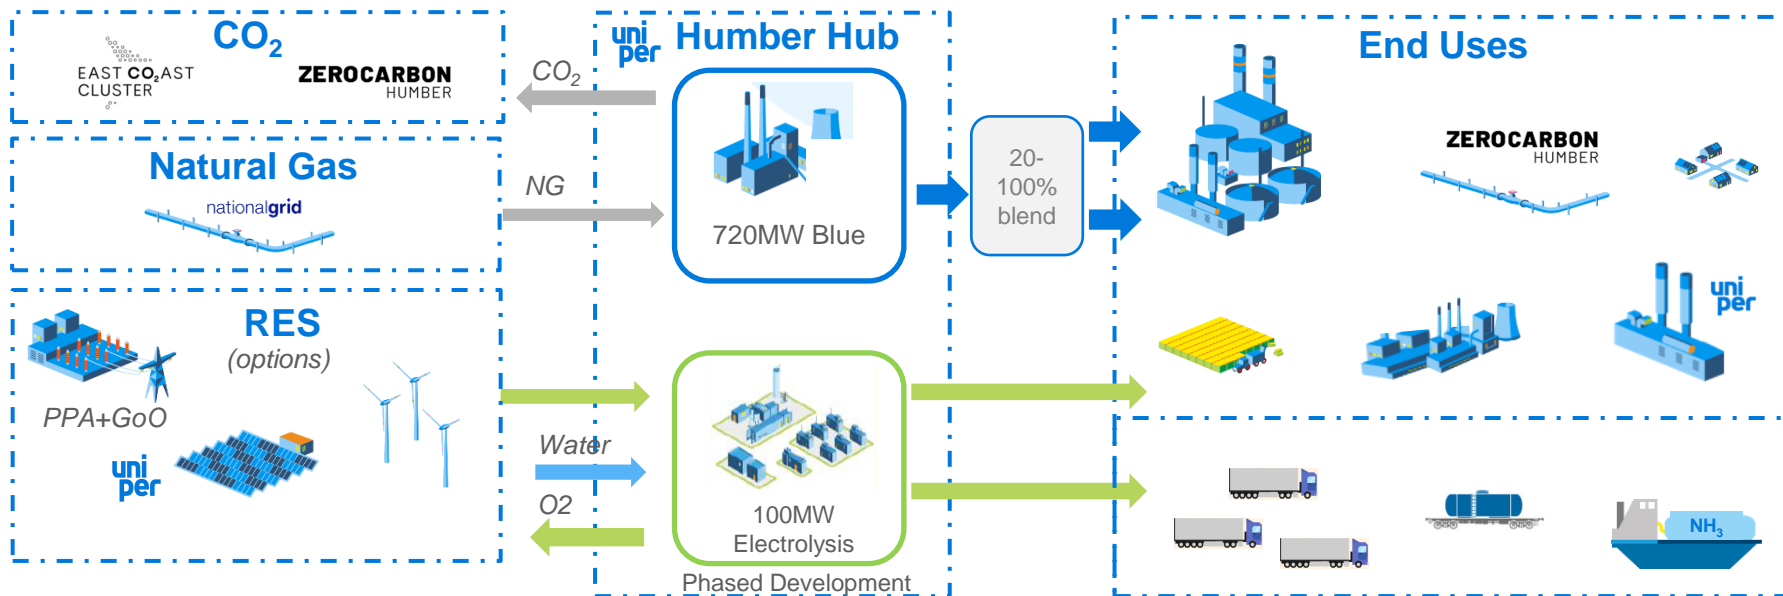 CO₂
EAST CO₂AST
CLUSTER
ZEROCARBON
HUMBER
Natural Gas
nationalgrid
RES
(options)
PPA+GoO
uni
per
CO₂
NG
Water
O2
uni
per
Humber Hub
720MW Blue
100MW
Electrolysis
Phased Development
20-
100%
blend
End Uses
ZEROCARBON
HUMBER
uni
per
NH₃